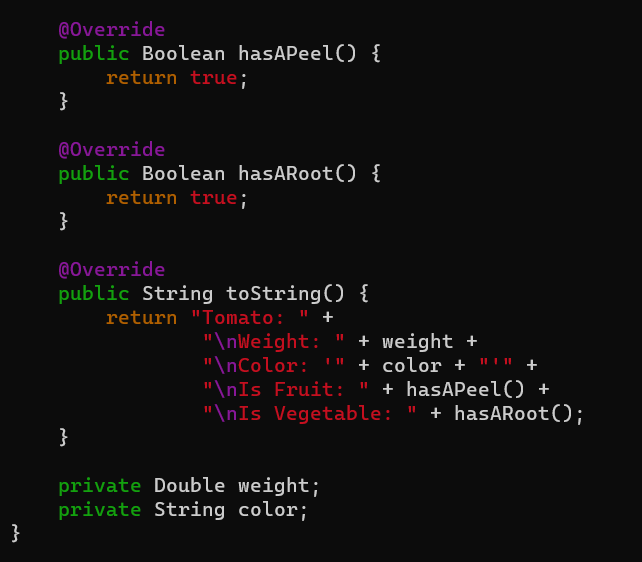 @Override
    public Boolean hasAPeel() {
        return true;
    }

    @Override
    public Boolean hasARoot() {
        return true;
    }

    @Override
    public String toString() {
        return "Tomato: " +
                "\nWeight: " + weight +
                "\nColor: '" + color + "'" +
                "\nIs Fruit: " + hasAPeel() +
                "\nIs Vegetable: " + hasARoot();
    }

    private Double weight;
    private String color;
}